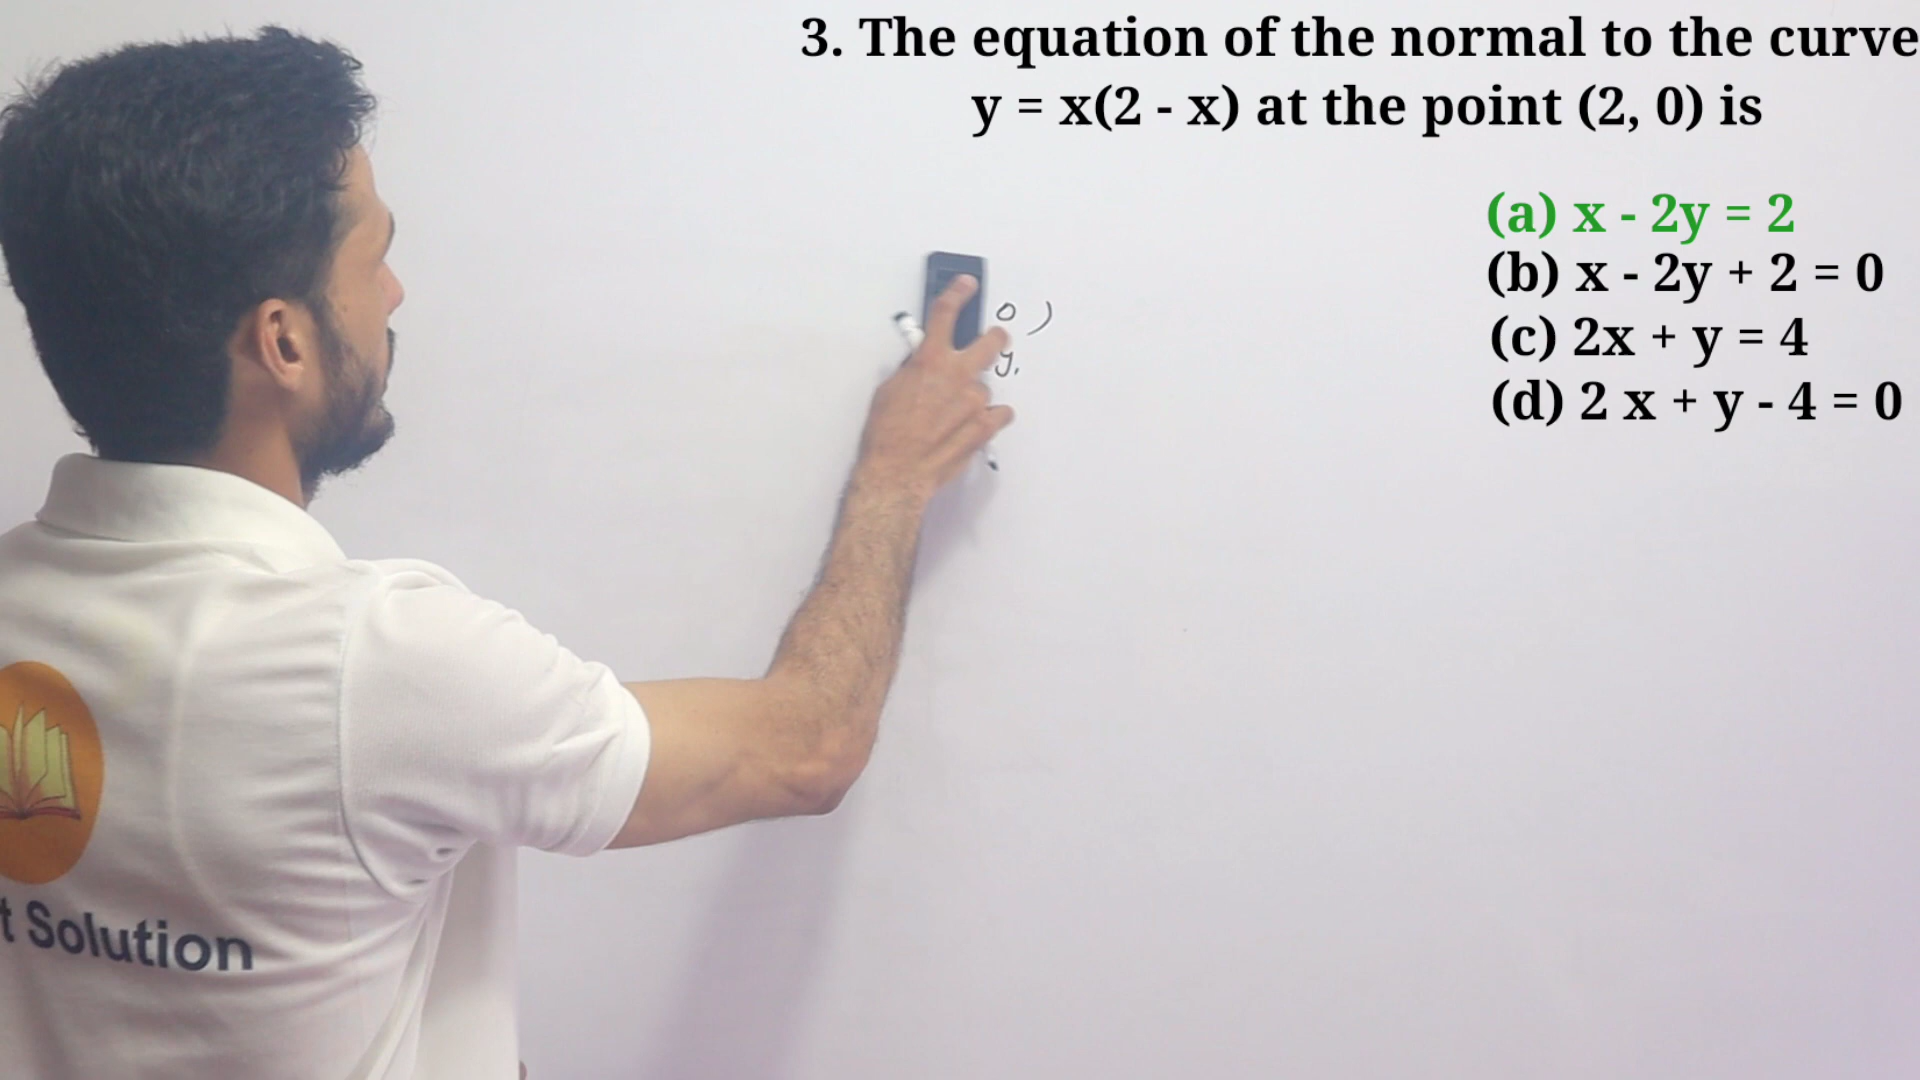 3. The equation of the normal to the curve
y = x(2 - x) at the point (2, 0) is
(a) x - 2y = 2
(b) x - 2y + 2 = 0
(c) 2x + y = 4
(d) 2 x + y - 4 = 0
0 )
y,
t Solution